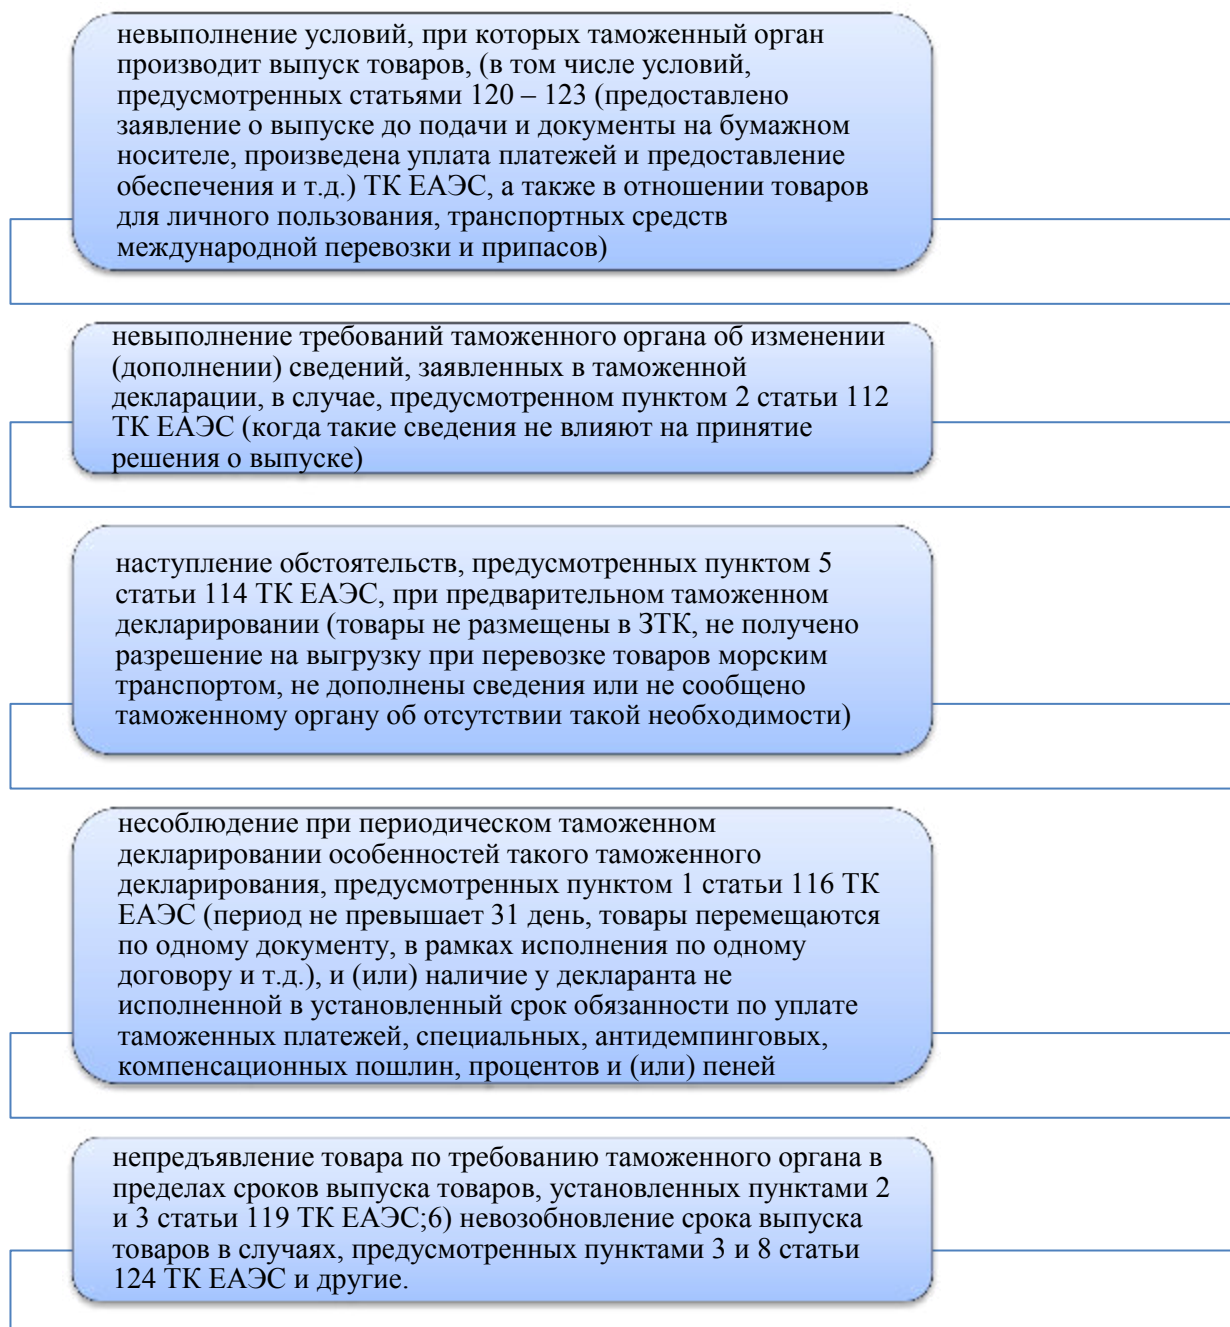 невыполнение условий, при которых таможенный орган
производит выпуск товаров, (в том числе условий,
предусмотренных статьями 120 – 123 (предоставлено
заявление о выпуске до подачи и документы на бумажном
носителе, произведена уплата платежей и предоставление
обеспечения и т.д.) ТК ЕАЭС, а также в отношении товаров
для личного пользования, транспортных средств
международной перевозки и припасов)
невыполнение требований таможенного органа об изменении
(дополнении) сведений, заявленных в таможенной
декларации, в случае, предусмотренном пунктом 2 статьи 112
ТК ЕАЭС (когда такие сведения не влияют на принятие
решения о выпуске)
наступление обстоятельств, предусмотренных пунктом 5
статьи 114 ТК ЕАЭС, при предварительном таможенном
декларировании (товары не размещены в ЗТК, не получено
разрешение на выгрузку при перевозке товаров морским
транспортом, не дополнены сведения или не сообщено
таможенному органу об отсутствии такой необходимости)
несоблюдение при периодическом таможенном
декларировании особенностей такого таможенного
декларирования, предусмотренных пунктом 1 статьи 116 ТК
ЕАЭС (период не превышает 31 день, товары перемещаются
по одному документу, в рамках исполнения по одному
договору и т.д.), и (или) наличие у декларанта не
исполненной в установленный срок обязанности по уплате
таможенных платежей, специальных, антидемпинговых,
компенсационных пошлин, процентов и (или) пеней
непредъявление товара по требованию таможенного органа в
пределах сроков выпуска товаров, установленных пунктами 2
и 3 статьи 119 ТК ЕАЭС;6) невозобновление срока выпуска
товаров в случаях, предусмотренных пунктами 3 и 8 статьи
124 ТК ЕАЭС и другие.